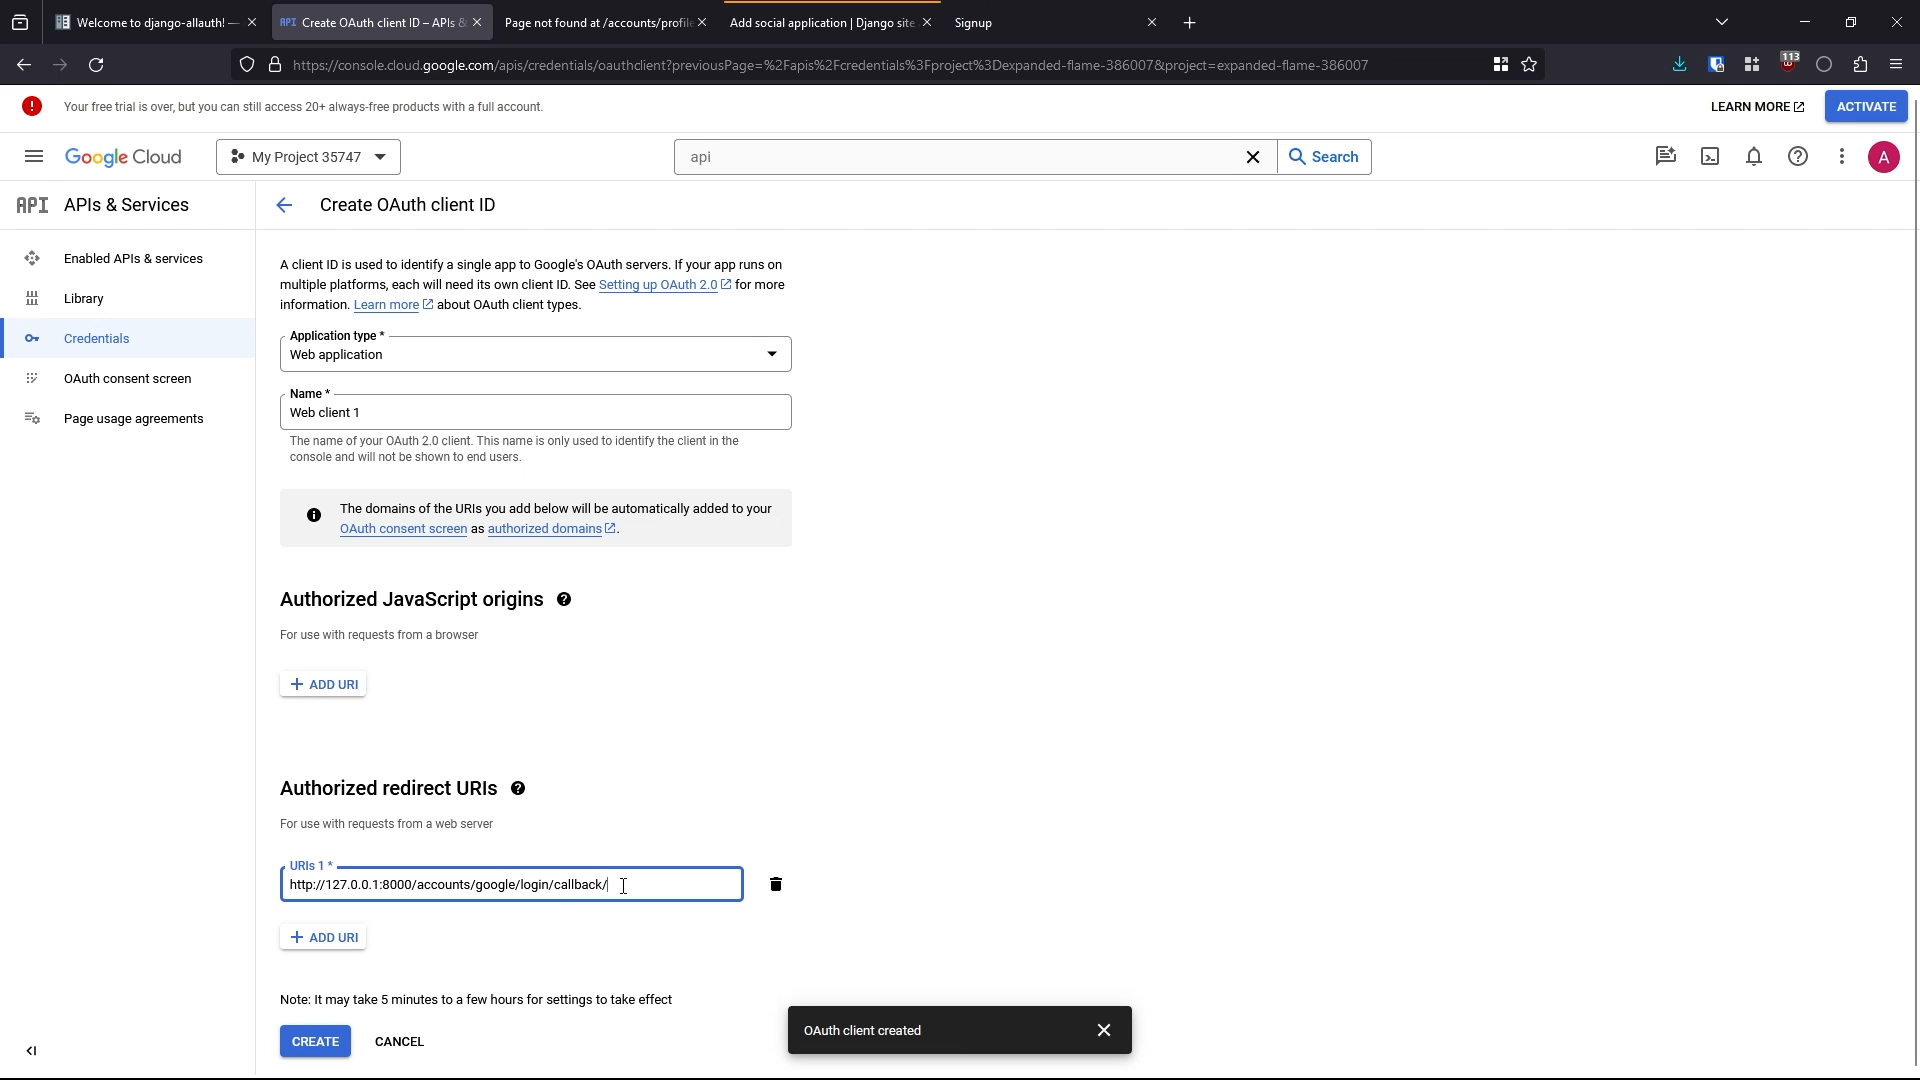 Welcome to django-allauth! —
API Create OAuth client ID – APIs &
Page not found at /accounts/profile
Add social application | Django site
Signup
https://console.cloud.google.com/apis/credentials/oauthclient?previousPage=%2Fapis%2Fcredentials%3Fproject%3Dexpanded-flame-386007&project=expanded-flame-386007
113
Your free trial is over, but you can still access 20+ always-free products with a full account.
LEARN MORE
ACTIVATE
Google Cloud
My Project 35747
api
Search
A
API APIs & Services
Create OAuth client ID
Enabled APIs & services
Library
Credentials
OAuth consent screen
Page usage agreements
A client ID is used to identify a single app to Google's OAuth servers. If your app runs on
multiple platforms, each will need its own client ID. See Setting up OAuth 2.0 for more
information. Learn more about OAuth client types.
Application type *
Web application
Name *
Web client 1
The name of your OAuth 2.0 client. This name is only used to identify the client in the
console and will not be shown to end users.
The domains of the URIs you add below will be automatically added to your
OAuth consent screen as authorized domains.
Authorized JavaScript origins
For use with requests from a browser
+ ADD URI
Authorized redirect URIs
For use with requests from a web server
URIs 1 *
http://127.0.0.1:8000/accounts/google/login/callback/
+ ADD URI
Note: It may take 5 minutes to a few hours for settings to take effect
CREATE
CANCEL
OAuth client created